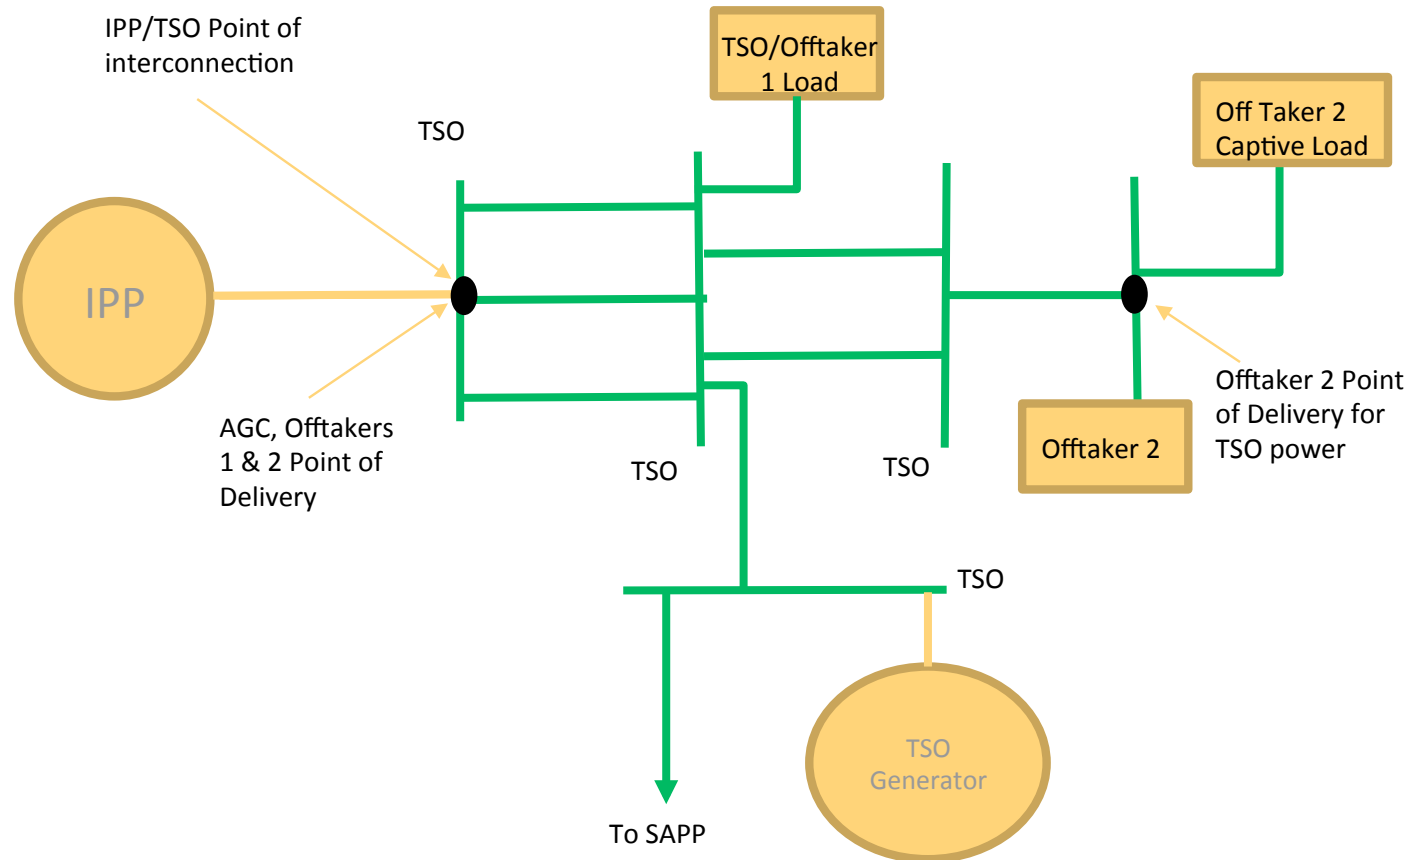 IPP/TSO Point of
interconnection
TSO/Offtaker
1 Load
Off Taker 2
Captive Load
TSO
IPP
AGC, Offtakers
1 & 2 Point of
Delivery
TSO
TSO
Offtaker 2
Offtaker 2 Point
of Delivery for
TSO power
TSO
TSO
Generator
To SAPP